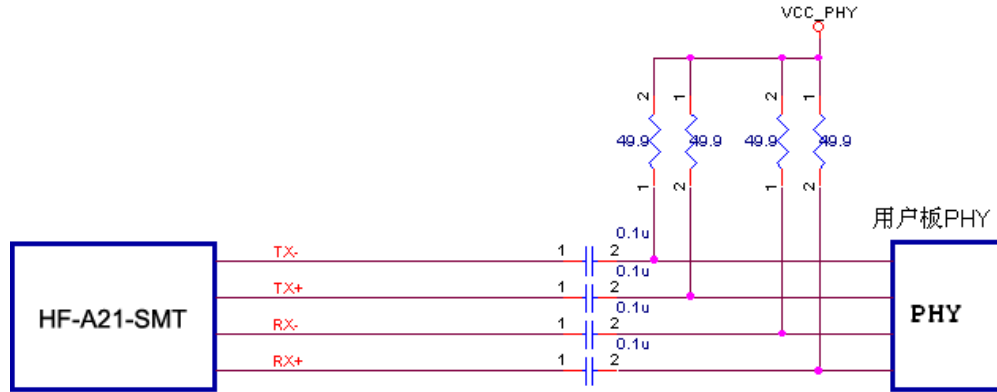 VCC_PHY
2 1 2 1
49.9 49.9 49.9 49.9
1 2 1 2
用户板PHY
0.1u
TX- 1 2
0.1u
TX+ 1 2
0.1u
HF-A21-SMT
PHY
RX- 1 2
0.1u
RX+ 1 2